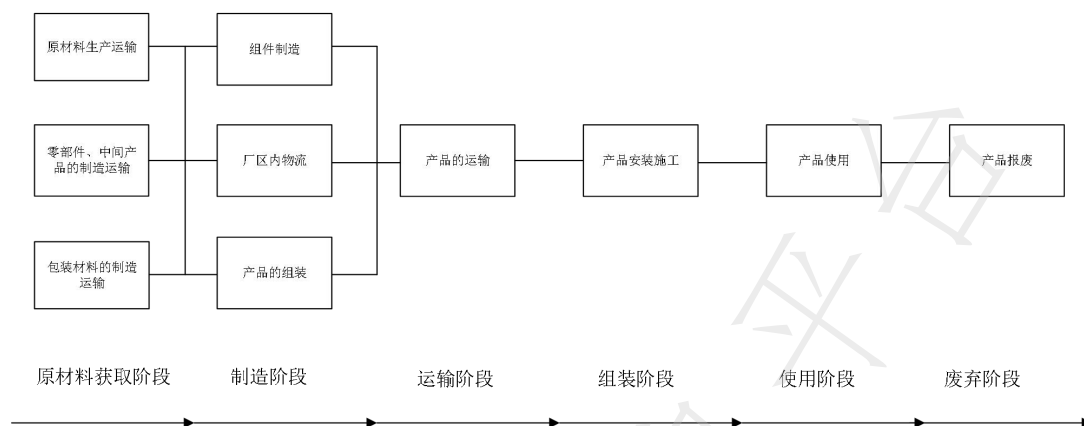 原材料生产运输
组件制造
零部件、中间产
品的制造运输
厂区内物流
产品的运输
产品安装施工
产品使用
产品报废
包装材料的制造
运输
产品的组装
原材料获取阶段
制造阶段
运输阶段
组装阶段
使用阶段
废弃阶段
平台